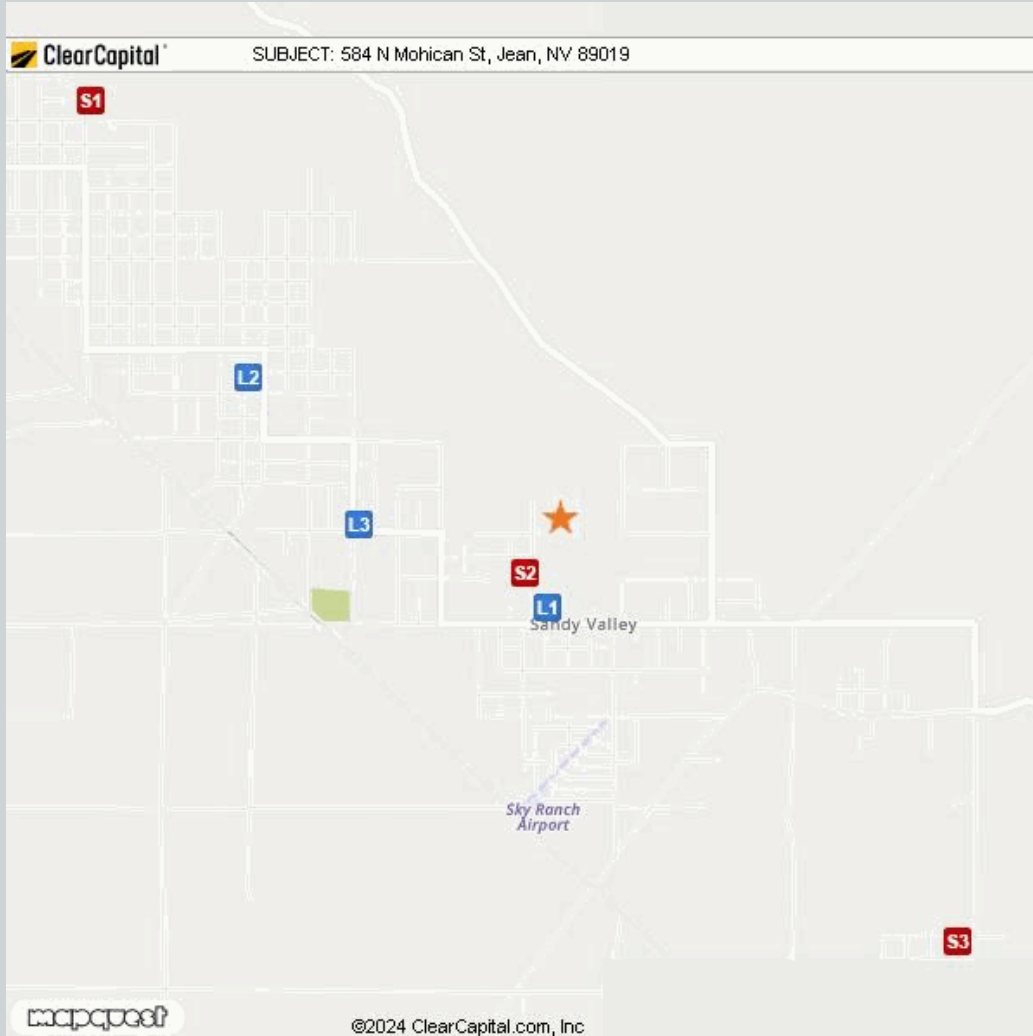 ClearCapital SUBJECT: 584 N Mohican St, Jean, NV 89019
S1
L2
L3
S2
L1
Sandy Valley
Sky Ranch
Airport
S3
mapquest
©2024 ClearCapital.com, Inc